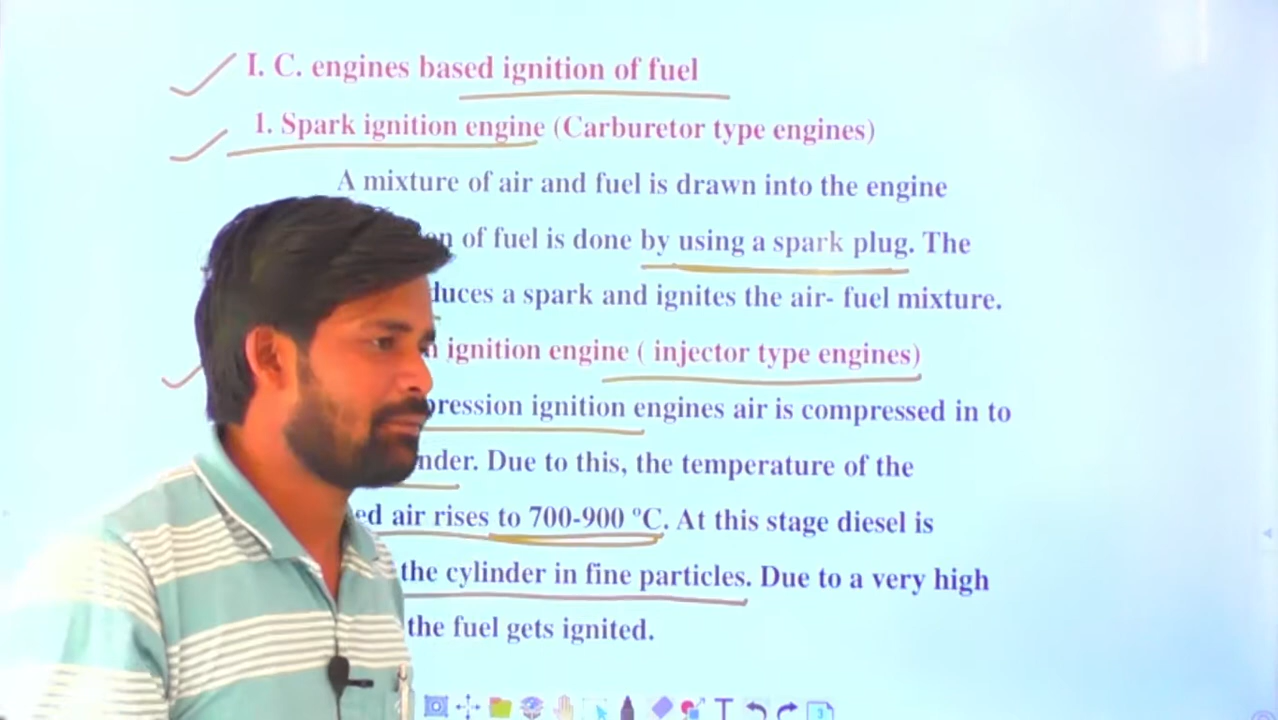 I. C. engines based ignition of fuel
1. Spark ignition engine (Carburetor type engines)
A mixture of air and fuel is drawn into the engine
of fuel is done by using a spark plug. The
duces a spark and ignites the air- fuel mixture.
ignition engine ( injector type engines)
pression ignition engines air is compressed in to
nder. Due to this, the temperature of the
ed air rises to 700-900 °C. At this stage diesel is
the cylinder in fine particles. Due to a very high
the fuel gets ignited.